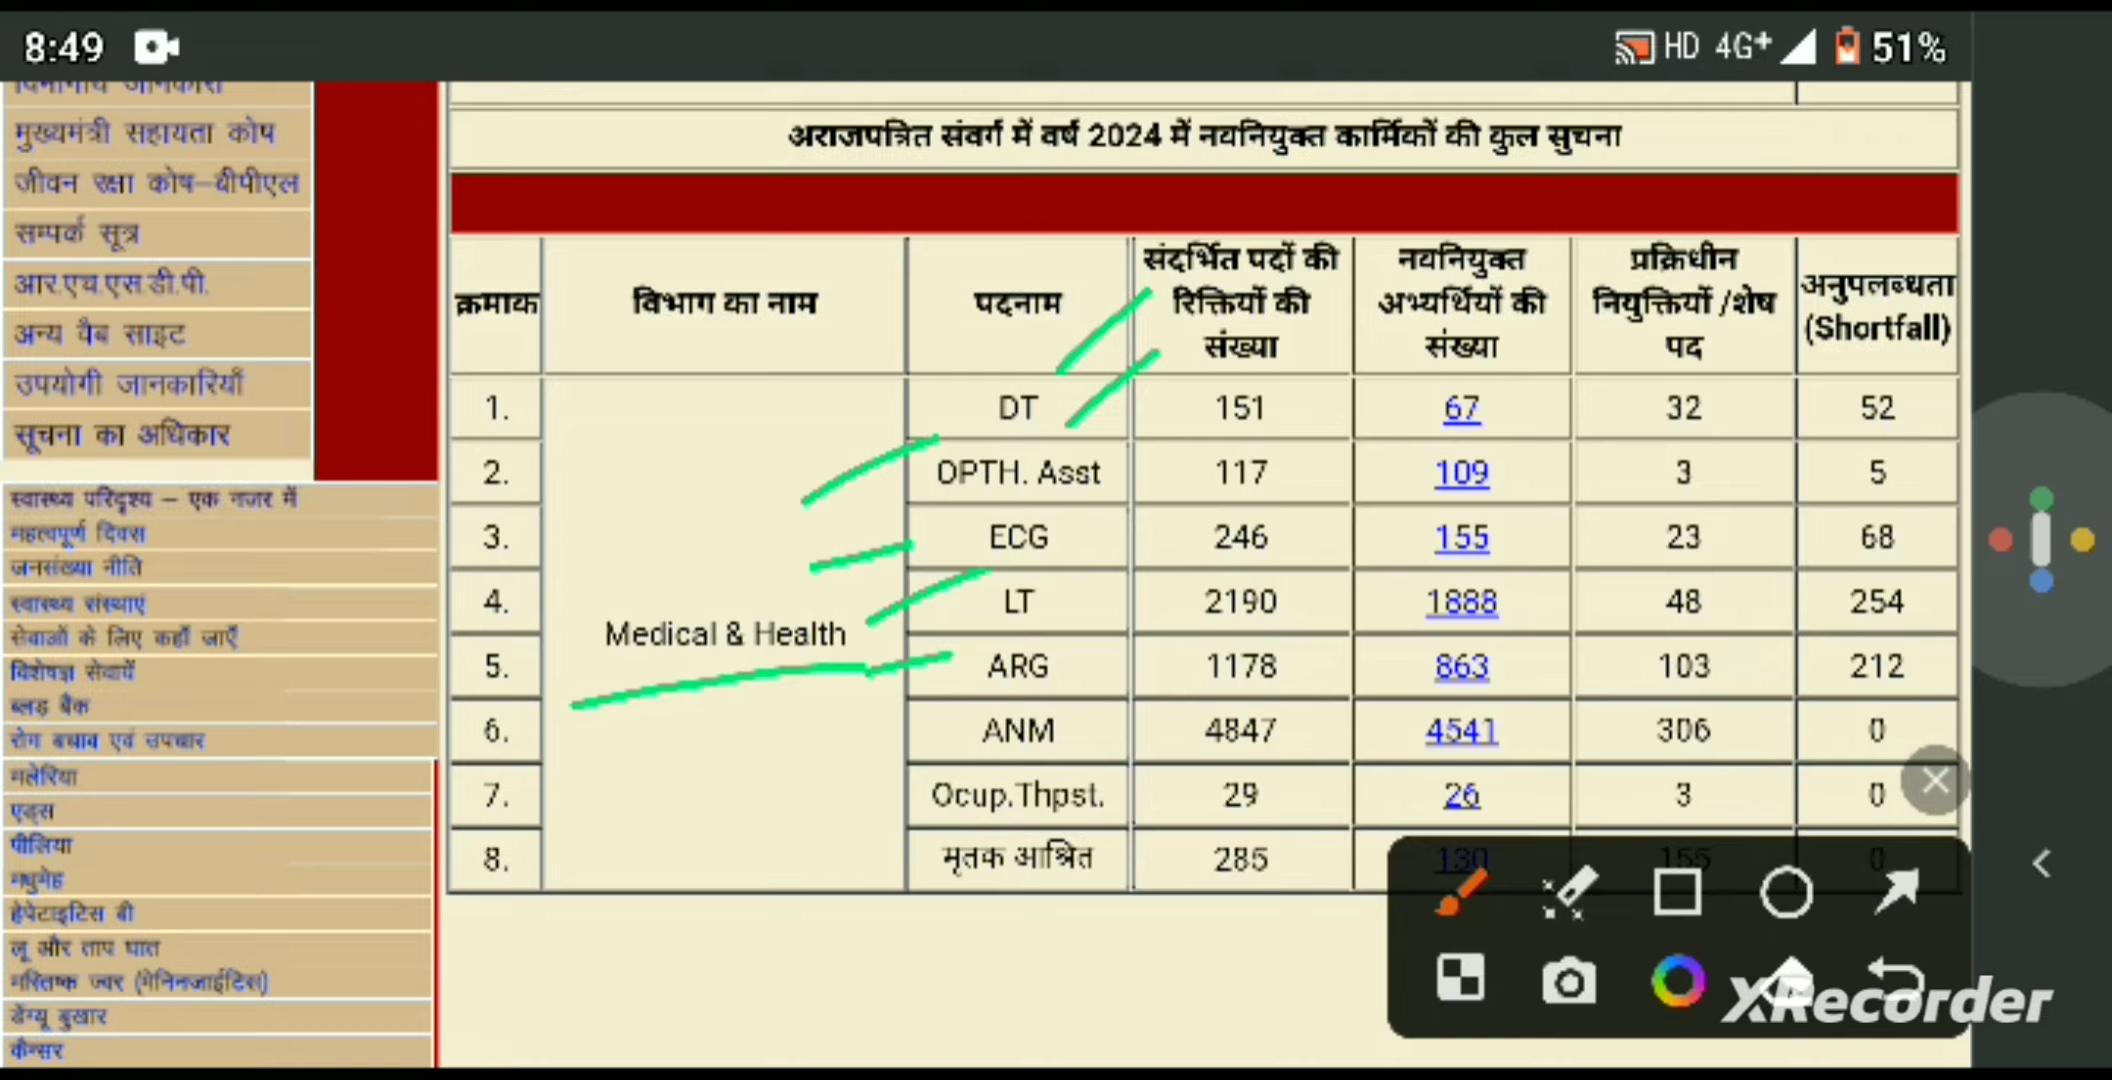 8:49
HD 4G+ 51%
मुख्यमंत्री सहायता कोष
जीवन रक्षा कोष–बीपीएल
सम्पर्क सूत्र
आर.एच.एस.डी.पी.
अन्य वैब साइट
उपयोगी जानकारियाँ
सूचना का अधिकार
स्वास्थ्य परिदृश्य – एक नजर में
महत्वपूर्ण दिवस
जनसंख्या नीति
स्वास्थ्य संस्थाएं
सेवाओं के लिए कहाँ जाएँ
विशेषज्ञ सेवायें
ब्लड बैंक
रोग बचाव एवं उपचार
मलेरिया
एड्स
पीलिया
मधुमेह
हेपेटाइटिस बी
लू और ताप घात
मस्तिष्क ज्वर (मेनिनजाईटिस)
डेंग्यू बुखार
कैन्सर
अराजपत्रित संवर्ग में वर्ष 2024 में नवनियुक्त कार्मिकों की कुल सुचना
क्रमाक विभाग का नाम पदनाम संदर्भित पदों की रिक्तियों की संख्या नवनियुक्त अभ्यर्थियों की संख्या प्रक्रिधीन नियुक्तियों /शेष पद अनुपलब्धता (Shortfall)
1. DT 151 67 32 52
2. OPTH. Asst 117 109 3 5
3. ECG 246 155 23 68
4. LT 2190 1888 48 254
Medical & Health
5. ARG 1178 863 103 212
6. ANM 4847 4541 306 0
7. Ocup.Thpst. 29 26 3 0
8. मृतक आश्रित 285 130 155 0
XRecorder